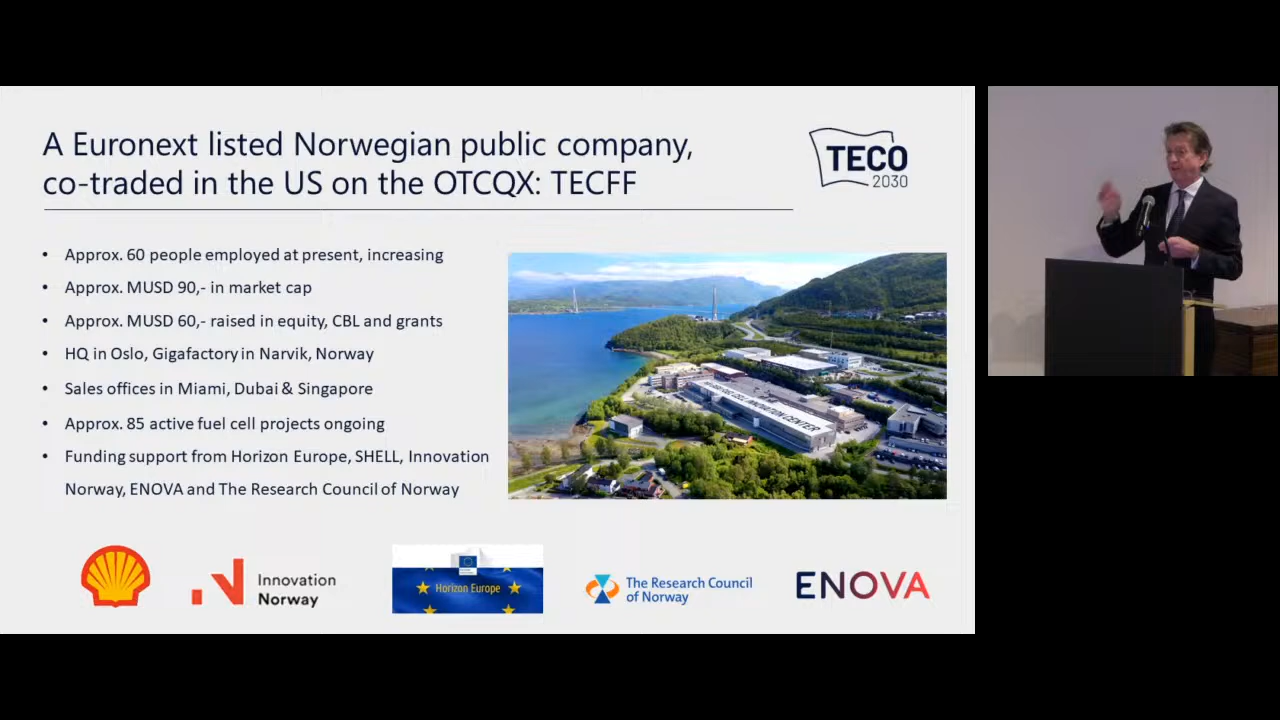 A Euronext listed Norwegian public company,
co-traded in the US on the OTCQX: TECFF
TECO
2030
• Approx. 60 people employed at present, increasing
• Approx. MUSD 90,- in market cap
• Approx. MUSD 60,- raised in equity, CBL and grants
• HQ in Oslo, Gigafactory in Narvik, Norway
• Sales offices in Miami, Dubai & Singapore
• Approx. 85 active fuel cell projects ongoing
• Funding support from Horizon Europe, SHELL, Innovation
Norway, ENOVA and The Research Council of Norway
FUEL CELL INNOVATION CENTER
Innovation
Norway
Horizon Europe
The Research Council
of Norway
ENOVA